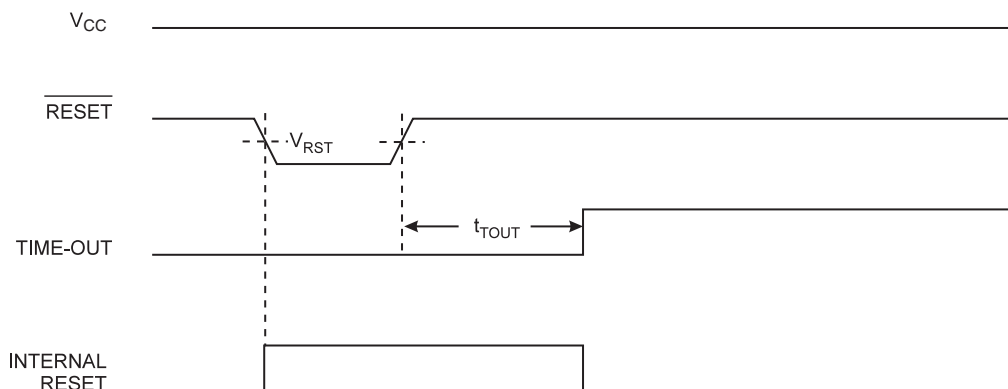 VCC
RESET
VRST
tTOUT
TIME-OUT
INTERNAL
RESET